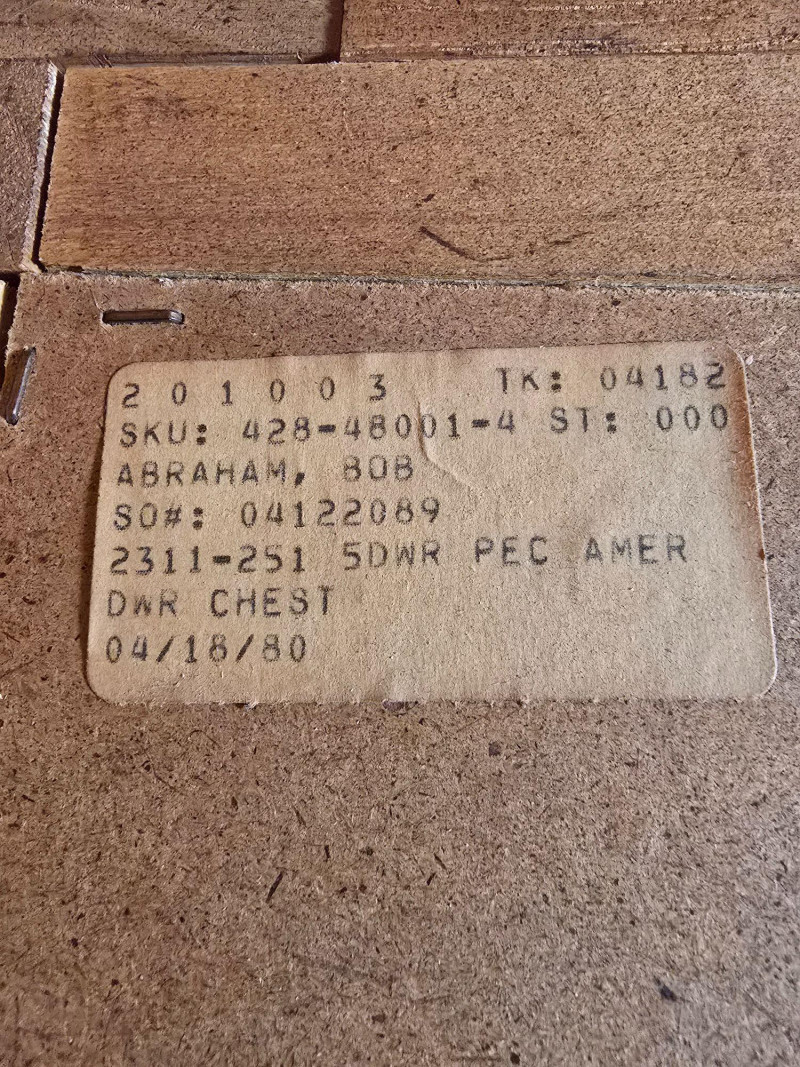 2 0 1 0 0 3 TK: 04182
SKU: 428-48001-4 ST: 000
ABRAHAM, BOB
SO#: 04122089
2311-251 5DWR PEC AMER
DWR CHEST
04/18/80